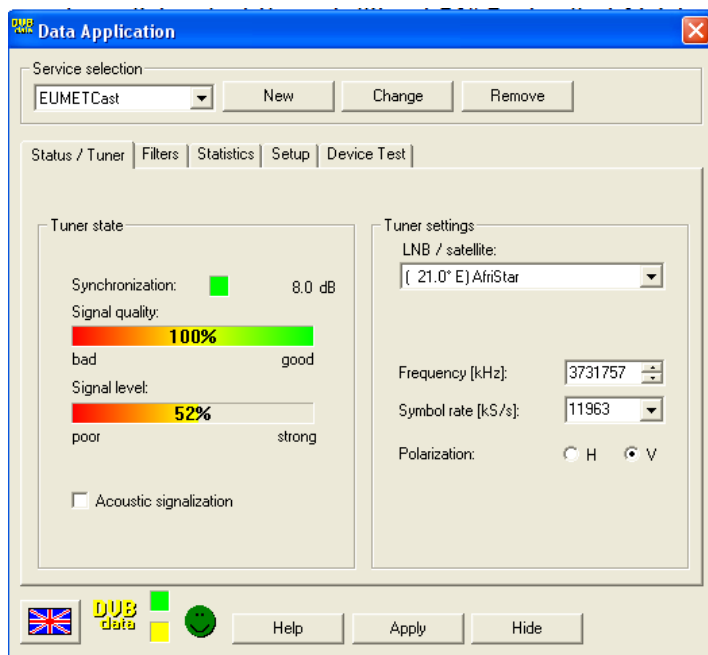 Data Application
Service selection
EUMETCast New Change Remove
Status / Tuner Filters Statistics Setup Device Test
Tuner state
Synchronization: 8.0 dB
Signal quality:
100%
bad good
Signal level:
52%
poor strong
Acoustic signalization
Tuner settings
LNB / satellite:
( 21.0° E) AfriStar
Frequency [kHz]: 3731757
Symbol rate [kS/s]: 11963
Polarization: H V
DVB
data
Help Apply Hide